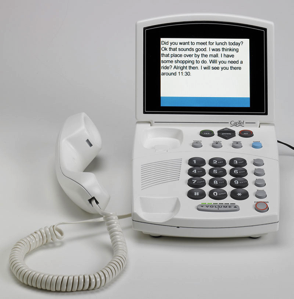 Did you want to meet for lunch today?
Ok that sounds good. I was thinking
that place over by the mall. I have
some shopping to do. Will you need a
ride? Alright then. I will see you there
around 11:30.
CapTel